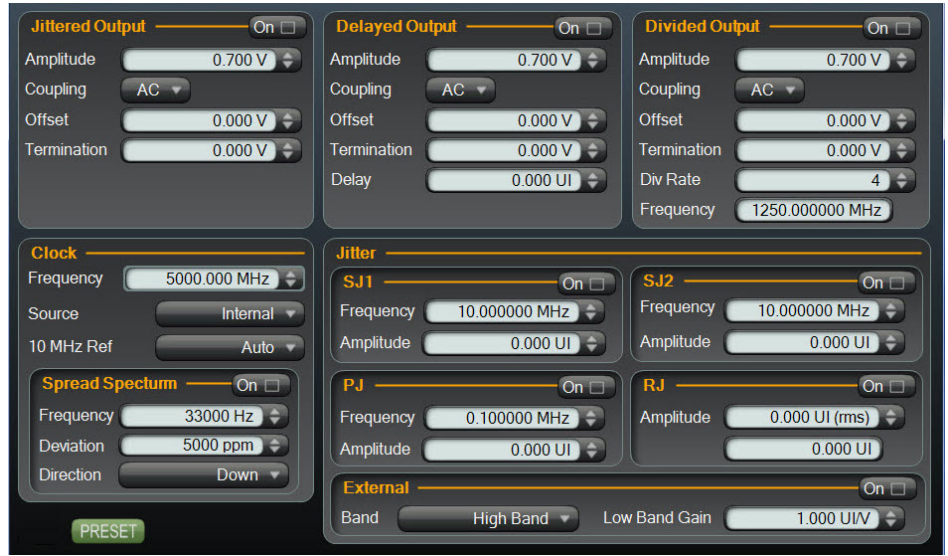 Jittered Output On
Amplitude 0.700 V
Coupling AC
Offset 0.000 V
Termination 0.000 V
Delayed Output On
Amplitude 0.700 V
Coupling AC
Offset 0.000 V
Termination 0.000 V
Delay 0.000 UI
Divided Output On
Amplitude 0.700 V
Coupling AC
Offset 0.000 V
Termination 0.000 V
Div Rate 4
Frequency 1250.000000 MHz
Clock
Frequency 5000.000 MHz
Source Internal
10 MHz Ref Auto
Spread Specturm On
Frequency 33000 Hz
Deviation 5000 ppm
Direction Down
PRESET
Jitter
SJ1 On
Frequency 10.000000 MHz
Amplitude 0.000 UI
SJ2 On
Frequency 10.000000 MHz
Amplitude 0.000 UI
PJ On
Frequency 0.100000 MHz
Amplitude 0.000 UI
RJ On
Amplitude 0.000 UI (rms)
0.000 UI
External On
Band High Band Low Band Gain 1.000 UI/V